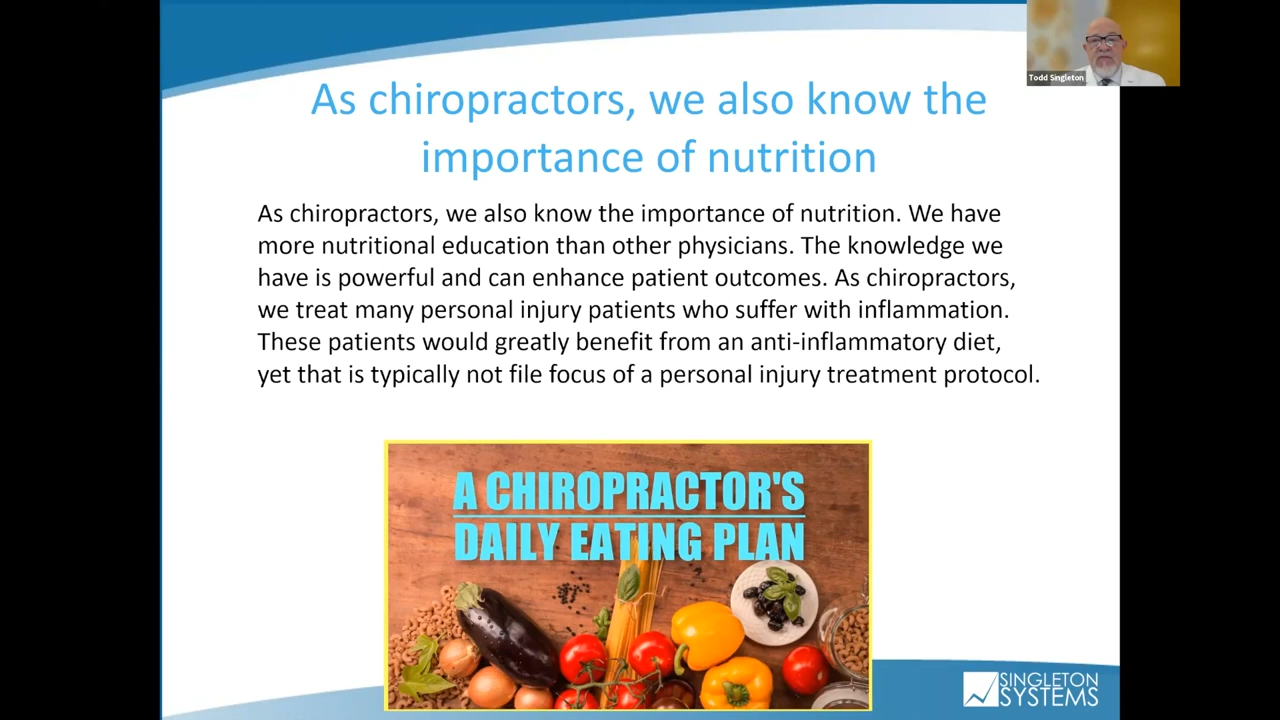 Todd Singleton
As chiropractors, we also know the
importance of nutrition
As chiropractors, we also know the importance of nutrition. We have
more nutritional education than other physicians. The knowledge we
have is powerful and can enhance patient outcomes. As chiropractors,
we treat many personal injury patients who suffer with inflammation.
These patients would greatly benefit from an anti-inflammatory diet,
yet that is typically not file focus of a personal injury treatment protocol.
A CHIROPRACTOR'S
DAILY EATING PLAN
SINGLETON
SYSTEMS